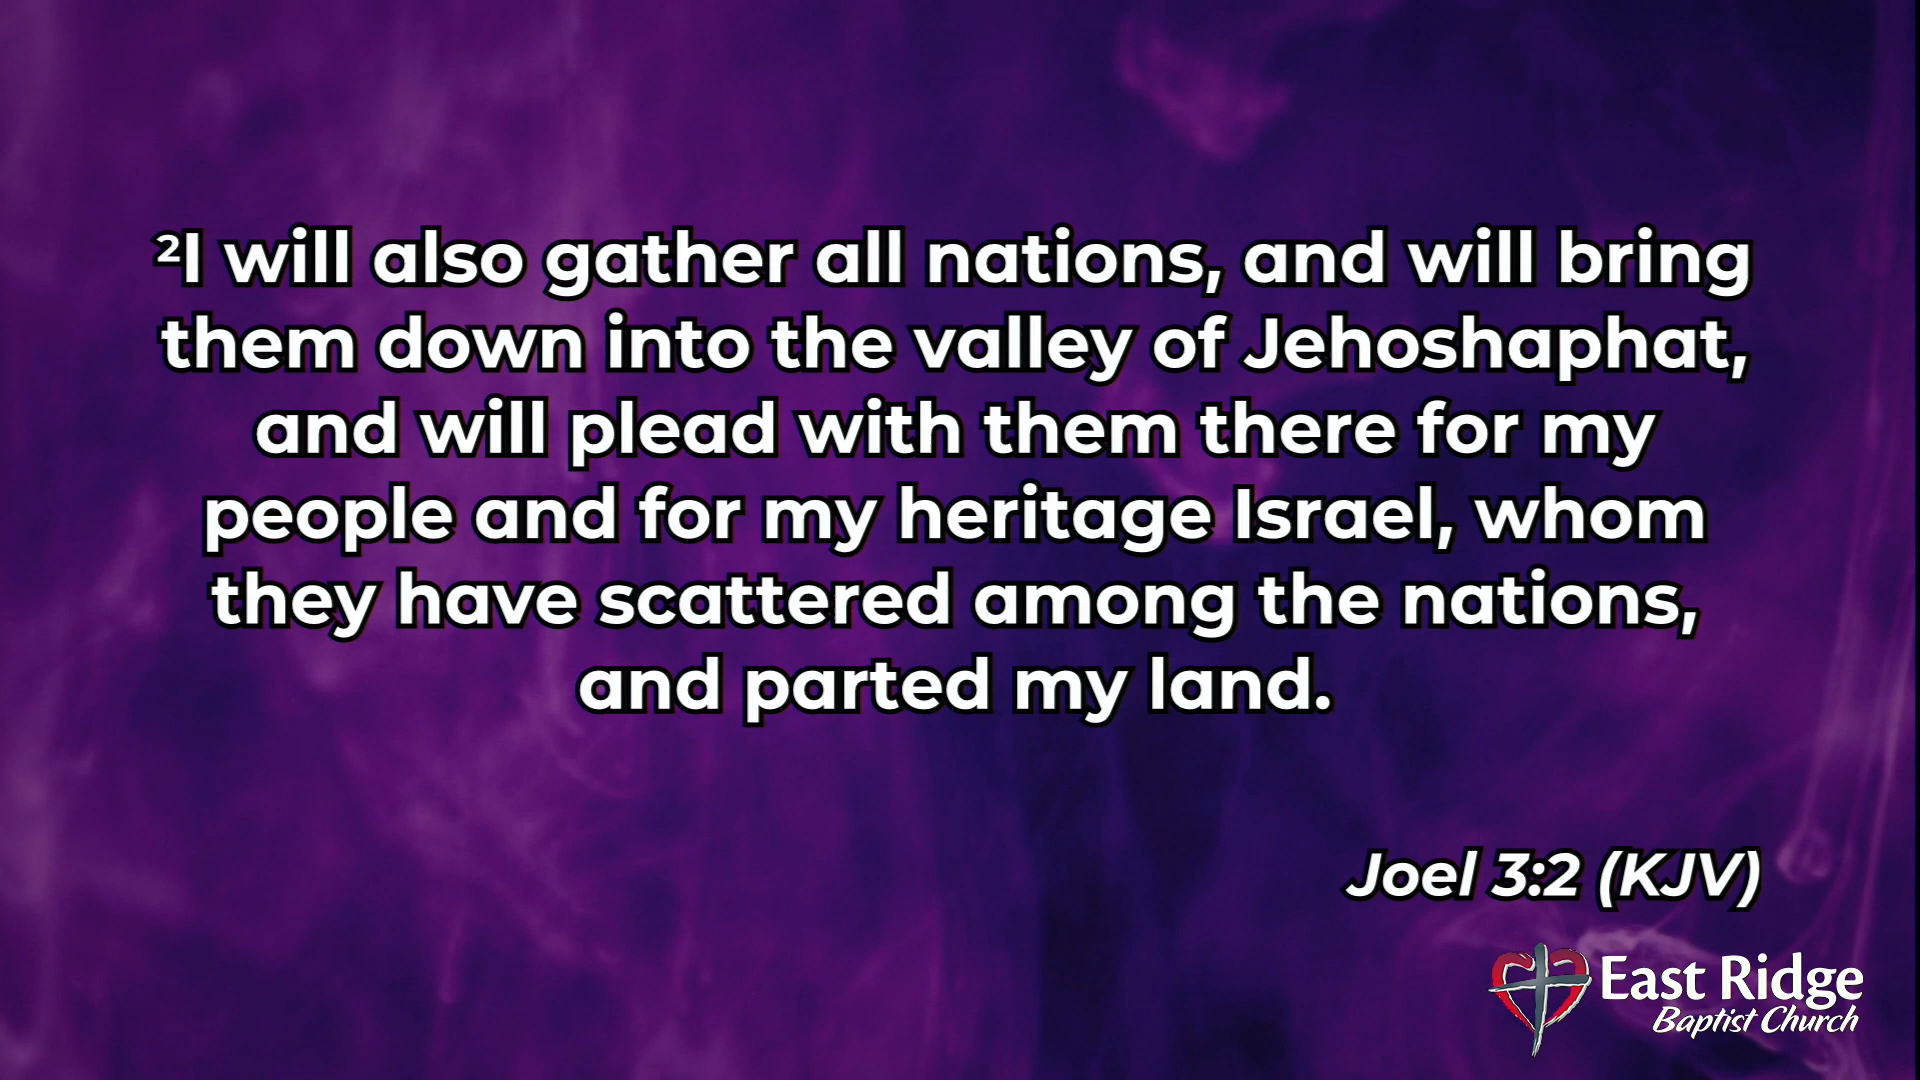 ²I will also gather all nations, and will bring
them down into the valley of Jehoshaphat,
and will plead with them there for my
people and for my heritage Israel, whom
they have scattered among the nations,
and parted my land.
Joel 3:2 (KJV)
East Ridge
Baptist Church